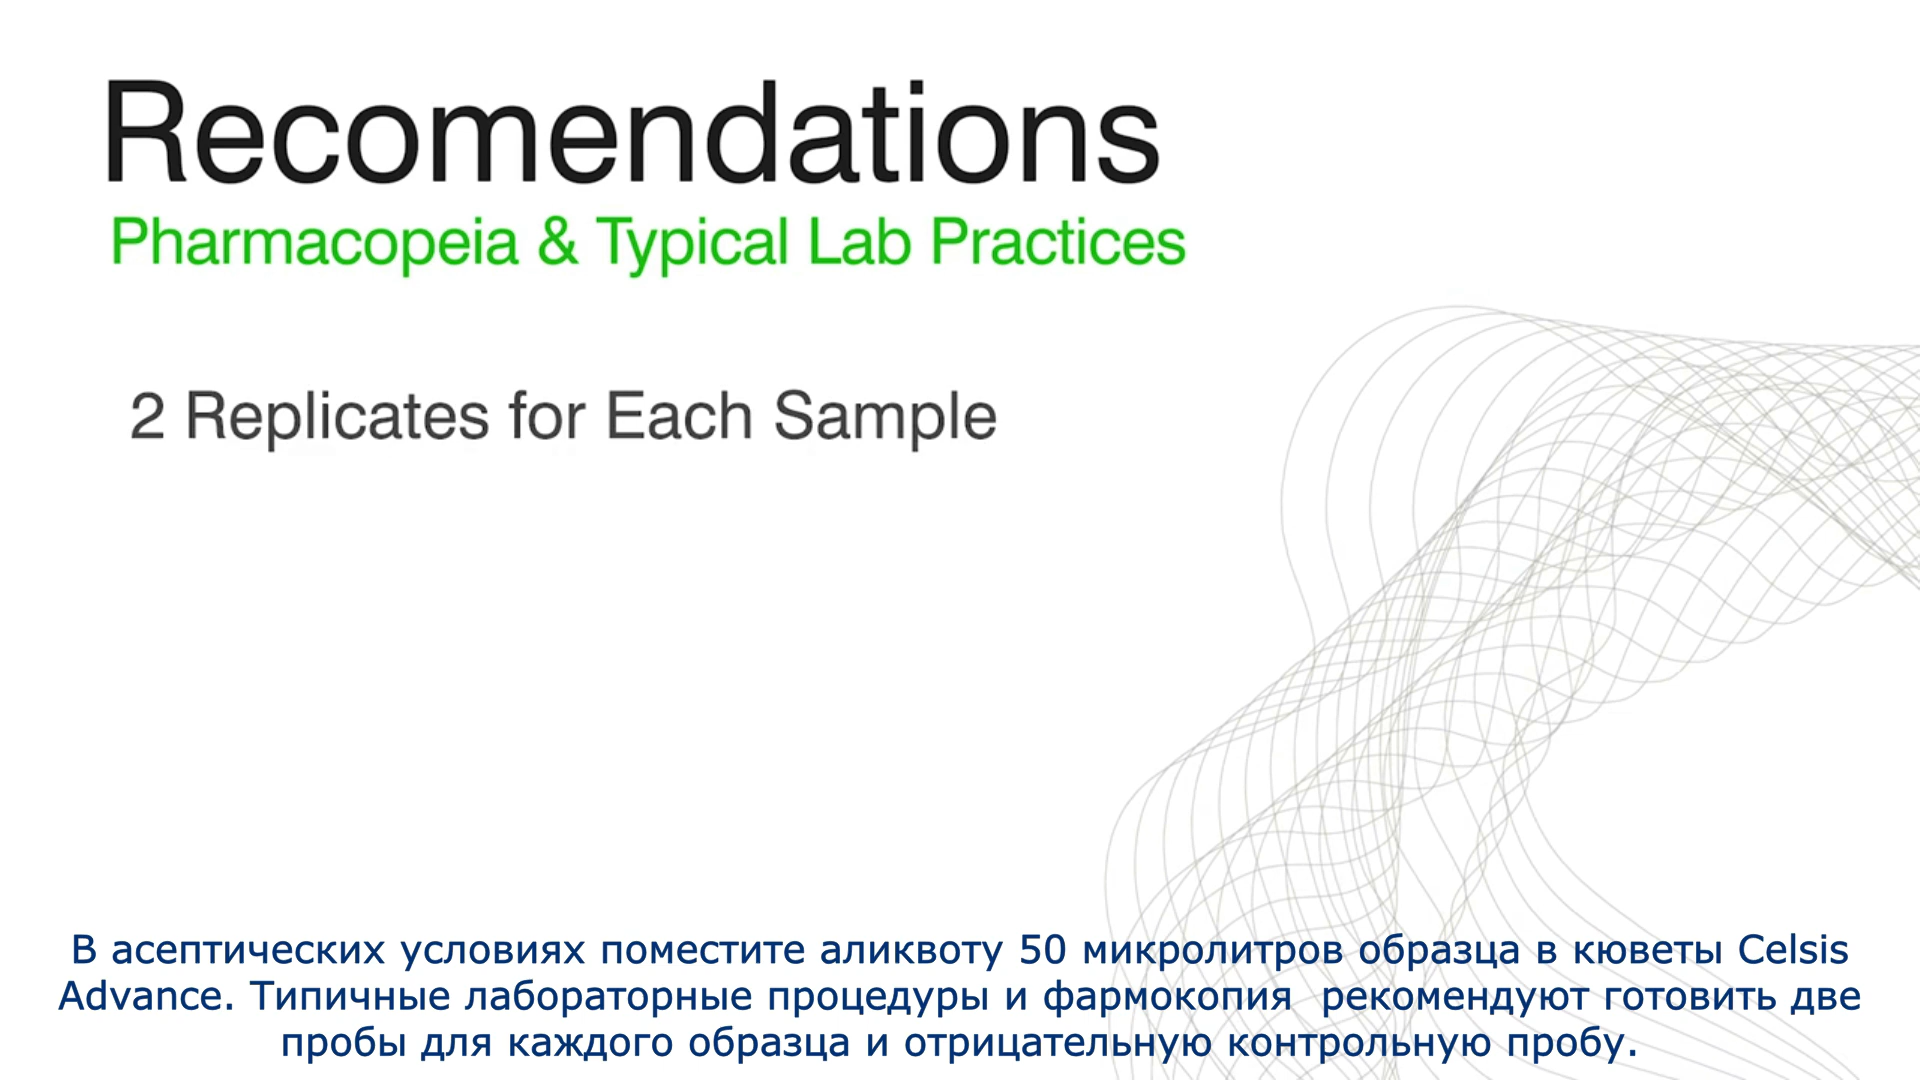 Recomendations
Pharmacopeia & Typical Lab Practices
2 Replicates for Each Sample
В асептических условиях поместите аликвоту 50 микролитров образца в кюветы Celsis
Advance. Типичные лабораторные процедуры и фармокопия  рекомендуют готовить две
пробы для каждого образца и отрицательную контрольную пробу.